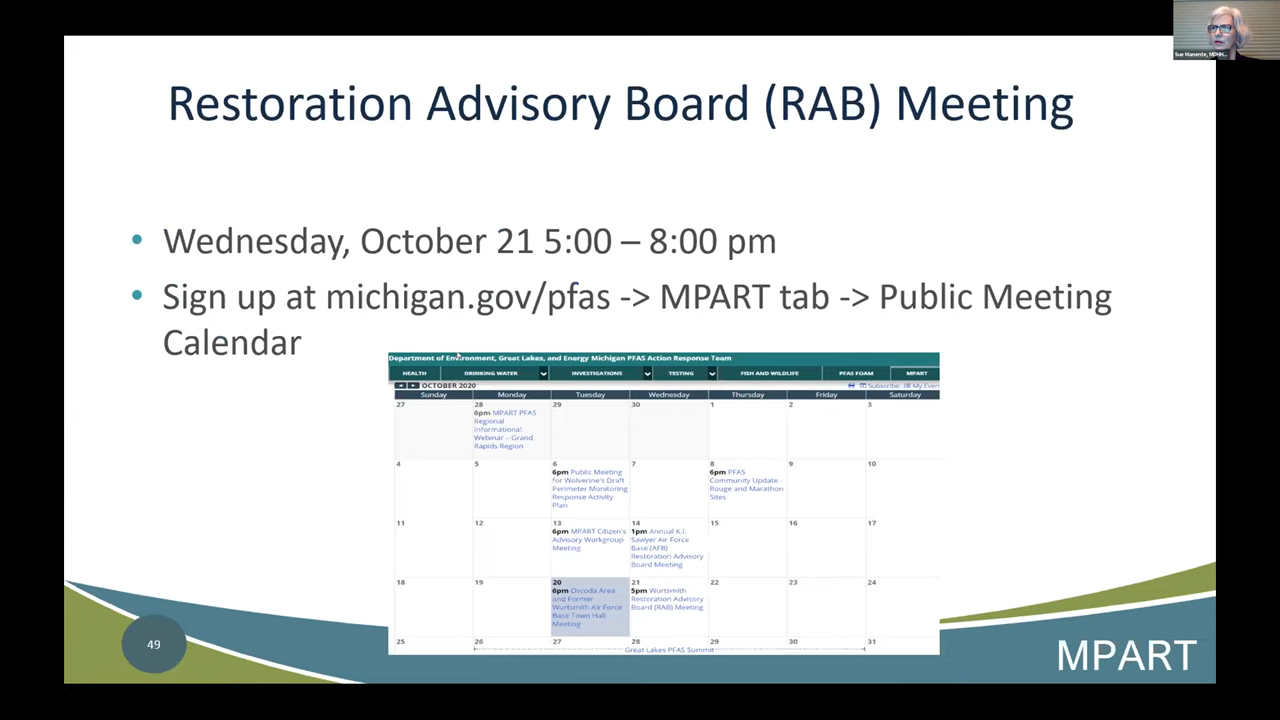 Sue Manente, MDHH...
Restoration Advisory Board (RAB) Meeting
• Wednesday, October 21 5:00 – 8:00 pm
• Sign up at michigan.gov/pfas -> MPART tab -> Public Meeting
Calendar
Department of Environment, Great Lakes, and Energy Michigan PFAS Action Response Team
HEALTH DRINKING WATER INVESTIGATIONS TESTING FISH AND WILDLIFE PFAS FOAM MPART
OCTOBER 2020 Subscribe My Even
Sunday Monday Tuesday Wednesday Thursday Friday Saturday
27 28 29 30 1 2 3
6pm MPART PFAS
Regional
Informational
Webinar – Grand
Rapids Region
4 5 6 7 8 9 10
6pm Public Meeting
for Wolverine's Draft
Perimeter Monitoring
Response Activity
Plan
6pm PFAS
Community Update -
Rouge and Marathon
Sites
11 12 13 14 15 16 17
6pm MPART Citizen's
Advisory Workgroup
Meeting
1pm Annual K.I.
Sawyer Air Force
Base (AFB)
Restoration Advisory
Board Meeting
18 19 20 21 22 23 24
6pm Oscoda Area
and Former
Wurtsmith Air Force
Base Town Hall
Meeting
5pm Wurtsmith
Restoration Advisory
Board (RAB) Meeting
25 26 27 28 29 30 31
Great Lakes PFAS Summit
49
MPART